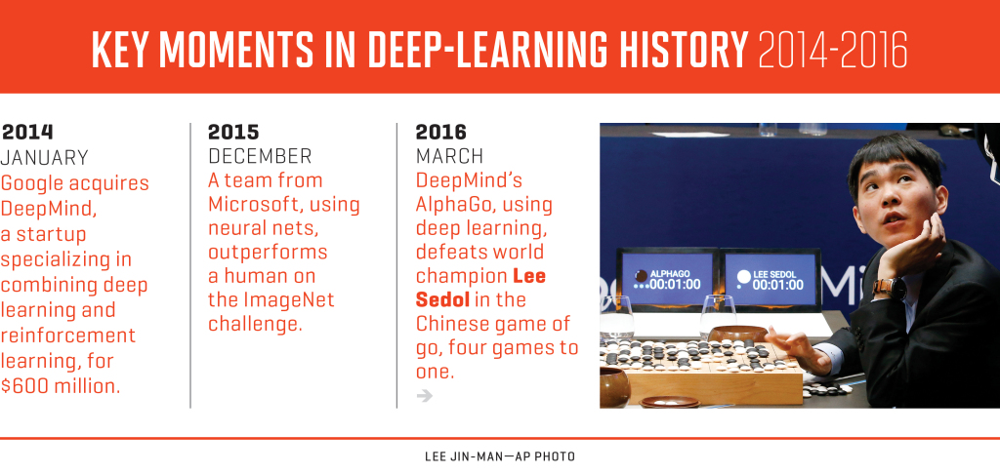 KEY MOMENTS IN DEEP-LEARNING HISTORY 2014-2016
2014
JANUARY
Google acquires
DeepMind,
a startup
specializing in
combining deep
learning and
reinforcement
learning, for
$600 million.
2015
DECEMBER
A team from
Microsoft, using
neural nets,
outperforms
a human on
the ImageNet
challenge.
2016
MARCH
DeepMind’s
AlphaGo, using
deep learning,
defeats world
champion Lee
Sedol in the
Chinese game of
go, four games to
one.
→
ALPHAGO
00:01:00
LEE SEDOL
00:01:00
Mi
LEE JIN-MAN—AP PHOTO